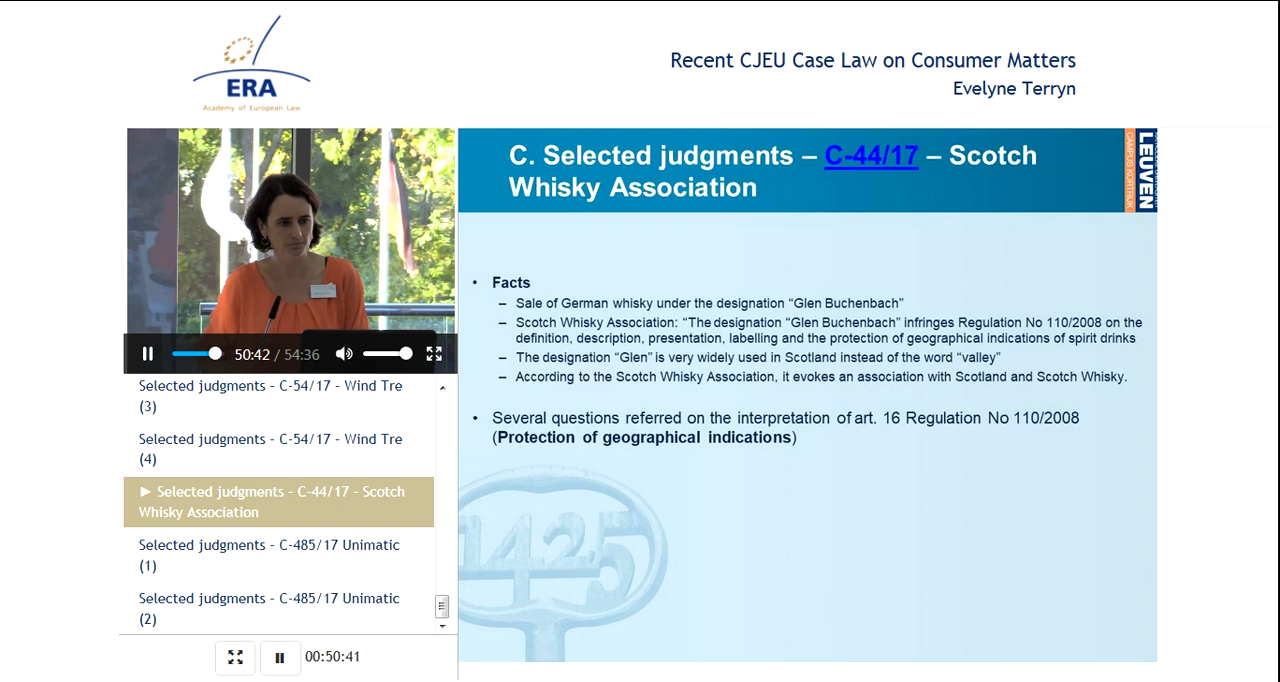 ERA
Academy of European Law
Recent CJEU Case Law on Consumer Matters
Evelyne Terryn
C. Selected judgments – C-44/17 – Scotch
Whisky Association
LEUVEN
CAMPUS KORTRIJK
• Facts
– Sale of German whisky under the designation “Glen Buchenbach”
– Scotch Whisky Association: “The designation “Glen Buchenbach” infringes Regulation No 110/2008 on the
definition, description, presentation, labelling and the protection of geographical indications of spirit drinks
– The designation “Glen” is very widely used in Scotland instead of the word “valley”
– According to the Scotch Whisky Association, it evokes an association with Scotland and Scotch Whisky.
• Several questions referred on the interpretation of art. 16 Regulation No 110/2008
(Protection of geographical indications)
1425
50:42 / 54:36
Selected judgments - C-54/17 - Wind Tre
(3)
Selected judgments - C-54/17 - Wind Tre
(4)
► Selected judgments - C-44/17 - Scotch
Whisky Association
Selected judgments - C-485/17 Unimatic
(1)
Selected judgments - C-485/17 Unimatic
(2)
00:50:41